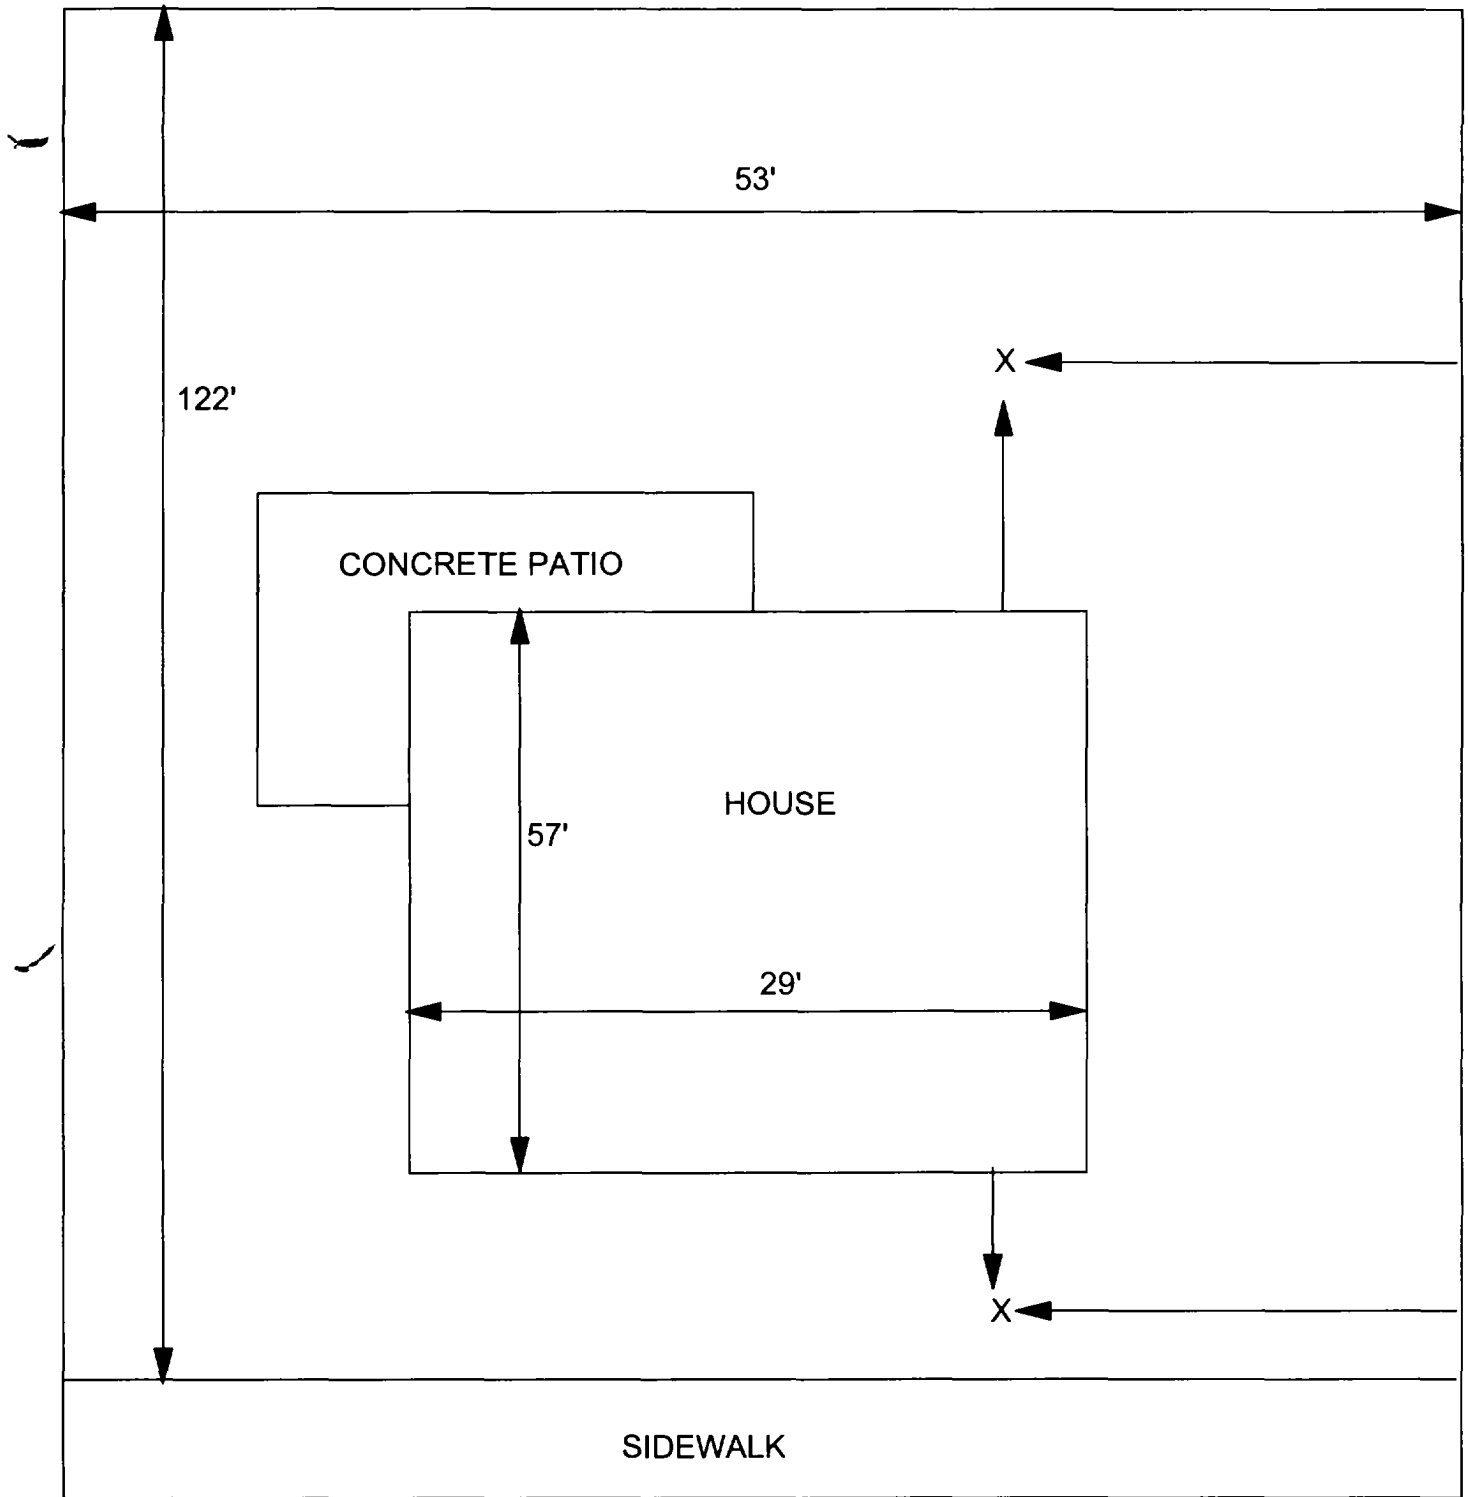 53'
X
122'
CONCRETE PATIO
HOUSE
57'
29'
X
SIDEWALK